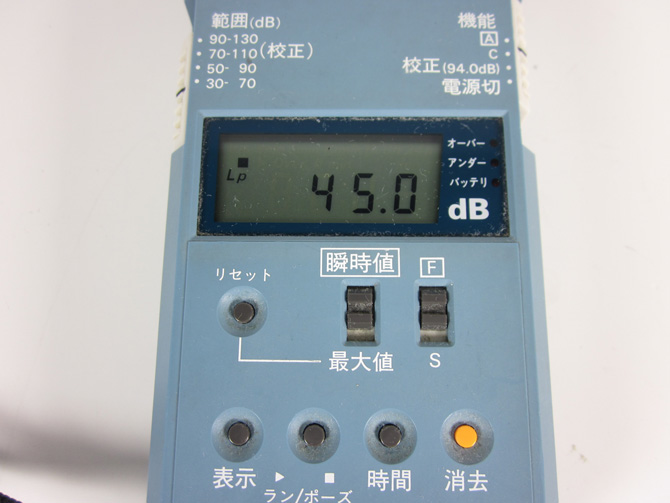 範囲(dB)
90-130
70-110(校正)
50- 90
30- 70
機能
A
C
校正(94.0dB)
電源切
オーバー
アンダー
バッテリ
Lp
45.0
dB
リセット
瞬時値
F
最大値
S
表示
ラン/ポーズ
時間
消去